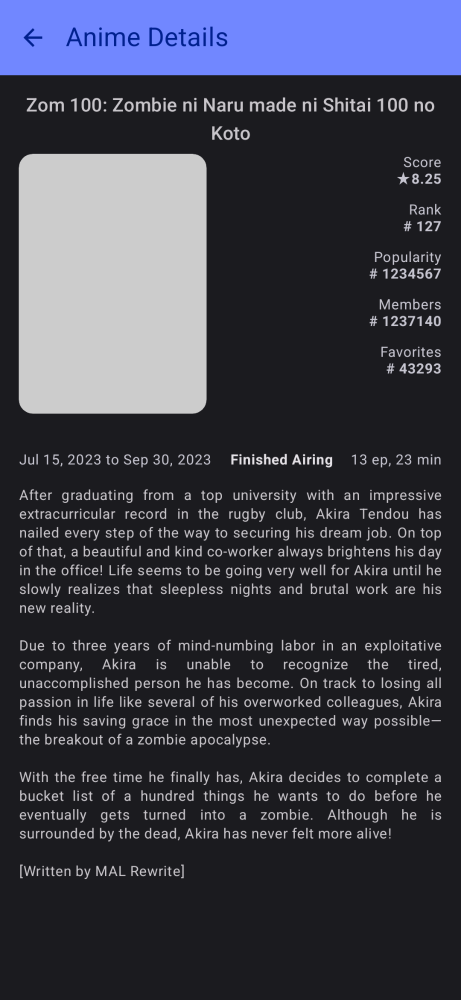 Anime Details
Zom 100: Zombie ni Naru made ni Shitai 100 no
Koto
Score
★8.25
Rank
# 127
Popularity
# 1234567
Members
# 1237140
Favorites
# 43293
Jul 15, 2023 to Sep 30, 2023 Finished Airing 13 ep, 23 min
After graduating from a top university with an impressive
extracurricular record in the rugby club, Akira Tendou has
nailed every step of the way to securing his dream job. On top
of that, a beautiful and kind co-worker always brightens his day
in the office! Life seems to be going very well for Akira until he
slowly realizes that sleepless nights and brutal work are his
new reality.
Due to three years of mind-numbing labor in an exploitative
company, Akira is unable to recognize the tired,
unaccomplished person he has become. On track to losing all
passion in life like several of his overworked colleagues, Akira
finds his saving grace in the most unexpected way possible—
the breakout of a zombie apocalypse.
With the free time he finally has, Akira decides to complete a
bucket list of a hundred things he wants to do before he
eventually gets turned into a zombie. Although he is
surrounded by the dead, Akira has never felt more alive!
[Written by MAL Rewrite]